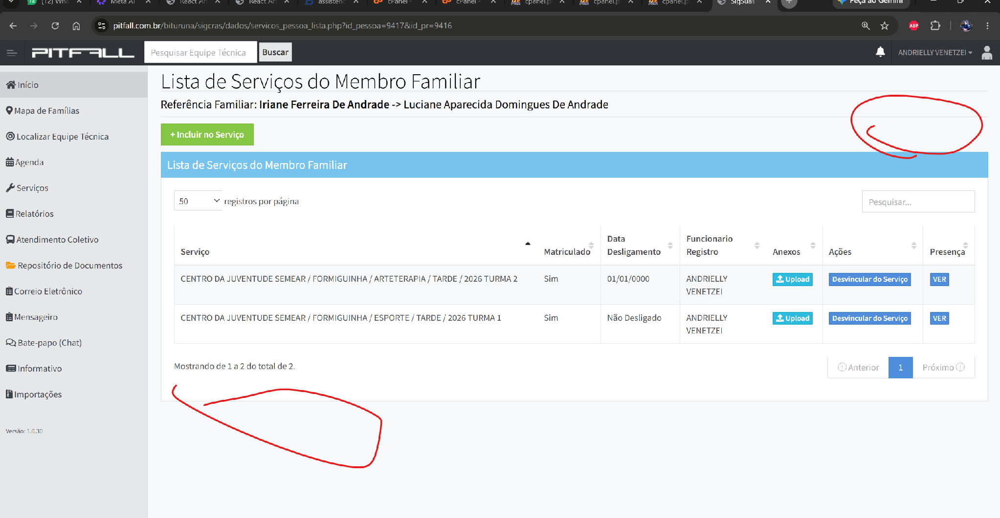 (12) Wha
Meta AI
React Ar
React Ar
assistenc
cPanel -
cPanel -
cpanel.p
cpanel.p
cpanel.p
SigSuas
Peça ao Gemini
pitfall.com.br/bituruna/sigcras/dados/servicos_pessoa_lista.php?id_pessoa=9417&id_pr=9416
ABP
PITFALL
Pesquisar Equipe Técnica
Buscar
ANDRIELLY VENETZEI
Início
Mapa de Famílias
Localizar Equipe Técnica
Agenda
Serviços
Relatórios
Atendimento Coletivo
Repositório de Documentos
Correio Eletrônico
Mensageiro
Bate-papo (Chat)
Informativo
Importações
Versão: 1.0.30
Lista de Serviços do Membro Familiar
Referência Familiar: Iriane Ferreira De Andrade -> Luciane Aparecida Domingues De Andrade
+ Incluir no Serviço
Lista de Serviços do Membro Familiar
50 registros por página
Pesquisar...
Serviço
Matriculado
Data Desligamento
Funcionario Registro
Anexos
Ações
Presença
CENTRO DA JUVENTUDE SEMEAR / FORMIGUINHA / ARTETERAPIA / TARDE / 2026 TURMA 2
Sim
01/01/0000
ANDRIELLY VENETZEI
Upload
Desvincular do Serviço
VER
CENTRO DA JUVENTUDE SEMEAR / FORMIGUINHA / ESPORTE / TARDE / 2026 TURMA 1
Sim
Não Desligado
ANDRIELLY VENETZEI
Upload
Desvincular do Serviço
VER
Mostrando de 1 a 2 do total de 2.
Anterior
1
Próximo